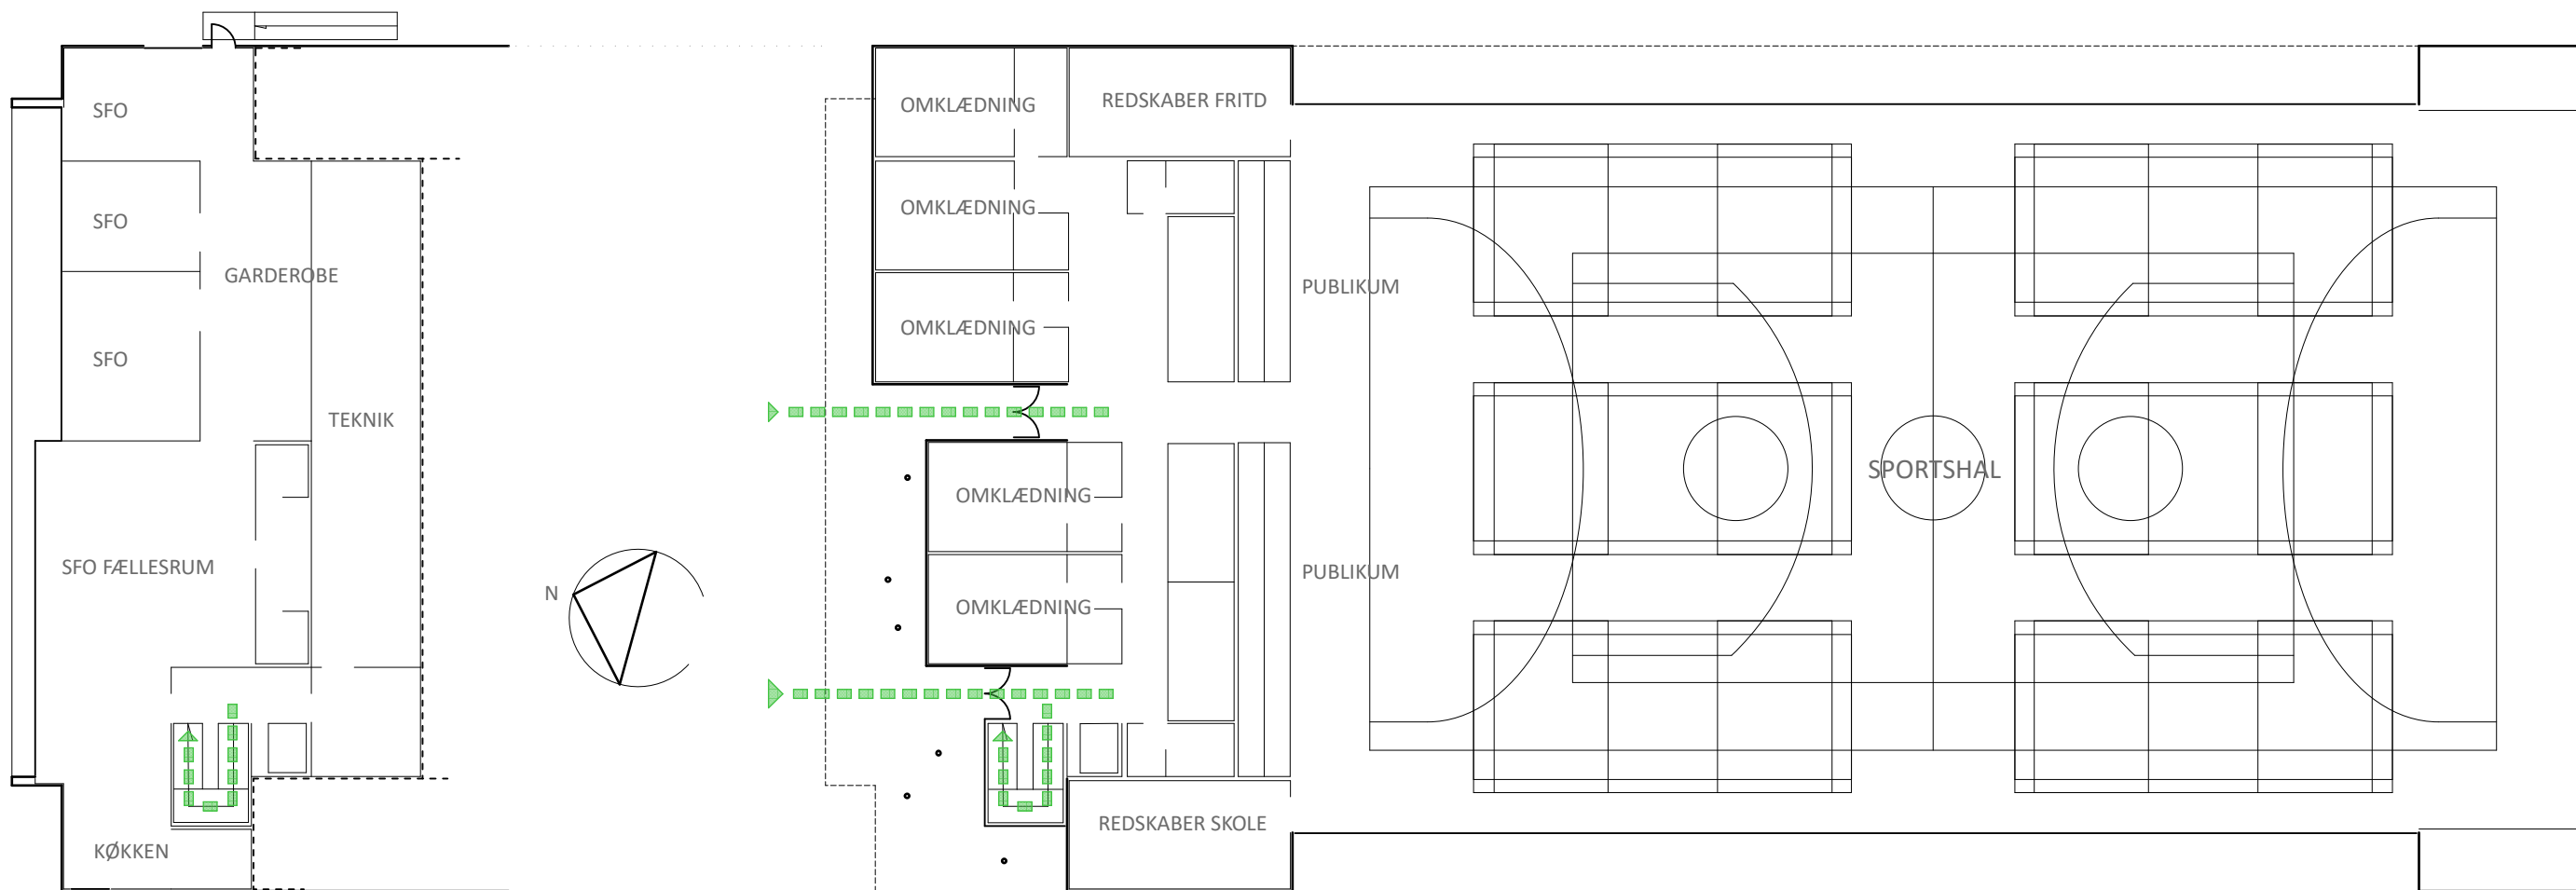 SFO
SFO
GARDEROBE
SFO
TEKNIK
SFO FÆLLESRUM
KØKKEN
N
OMKLÆDNING
REDSKABER FRITD
OMKLÆDNING
OMKLÆDNING
PUBLIKUM
OMKLÆDNING
OMKLÆDNING
PUBLIKUM
REDSKABER SKOLE
SPORTSHAL